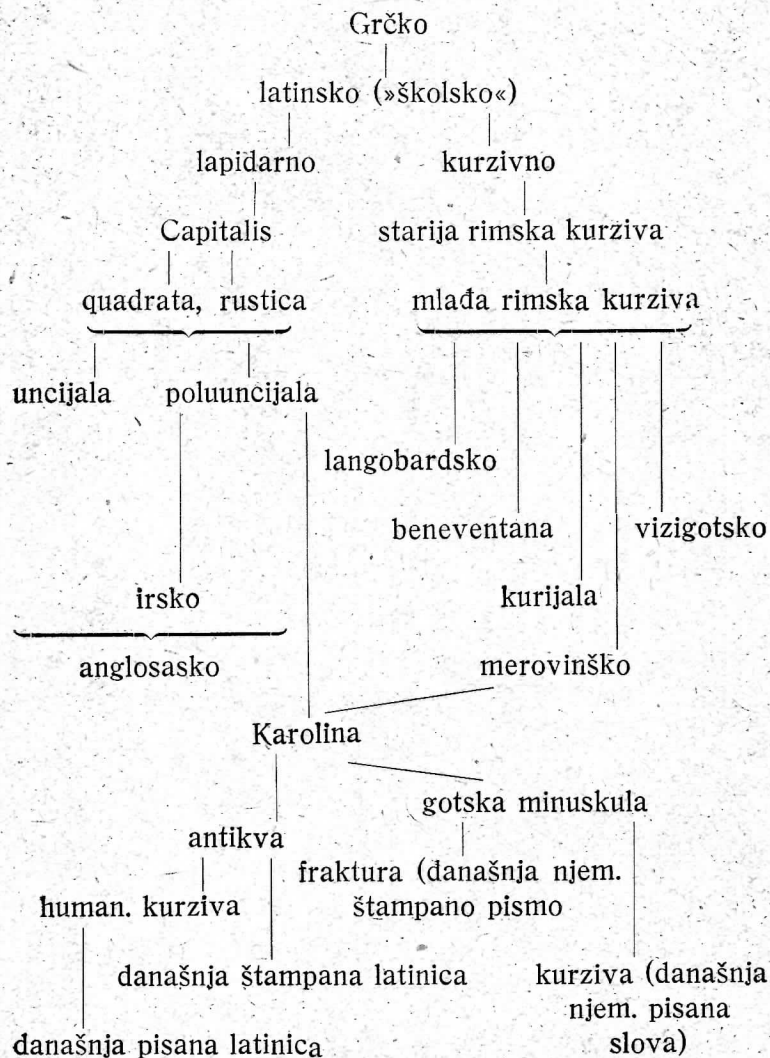 Grčko
latinsko (»školsko«)
lapidarno kurzivno
Capitalis starija rimska kurziva
quadrata, rustica mlađa rimska kurziva
uncijala poluuncijala
langobardsko
beneventana vizigotsko
irsko kurijala
anglosasko merovinško
Karolina
gotska minuskula
antikva
fraktura (današnja njem.
human. kurziva štampano pismo
današnja štampana latinica kurziva (današnja
njem. pisana
današnja pisana latinica slova)